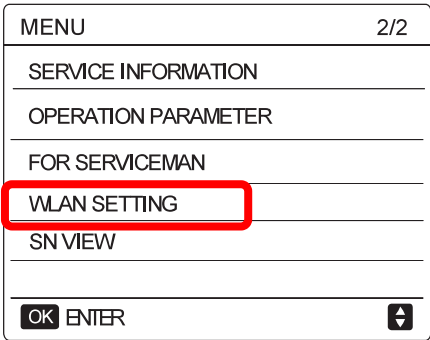 MENU 2/2
SERVICE INFORMATION
OPERATION PARAMETER
FOR SERVICEMAN
WLAN SETTING
SN VIEW
OK ENTER